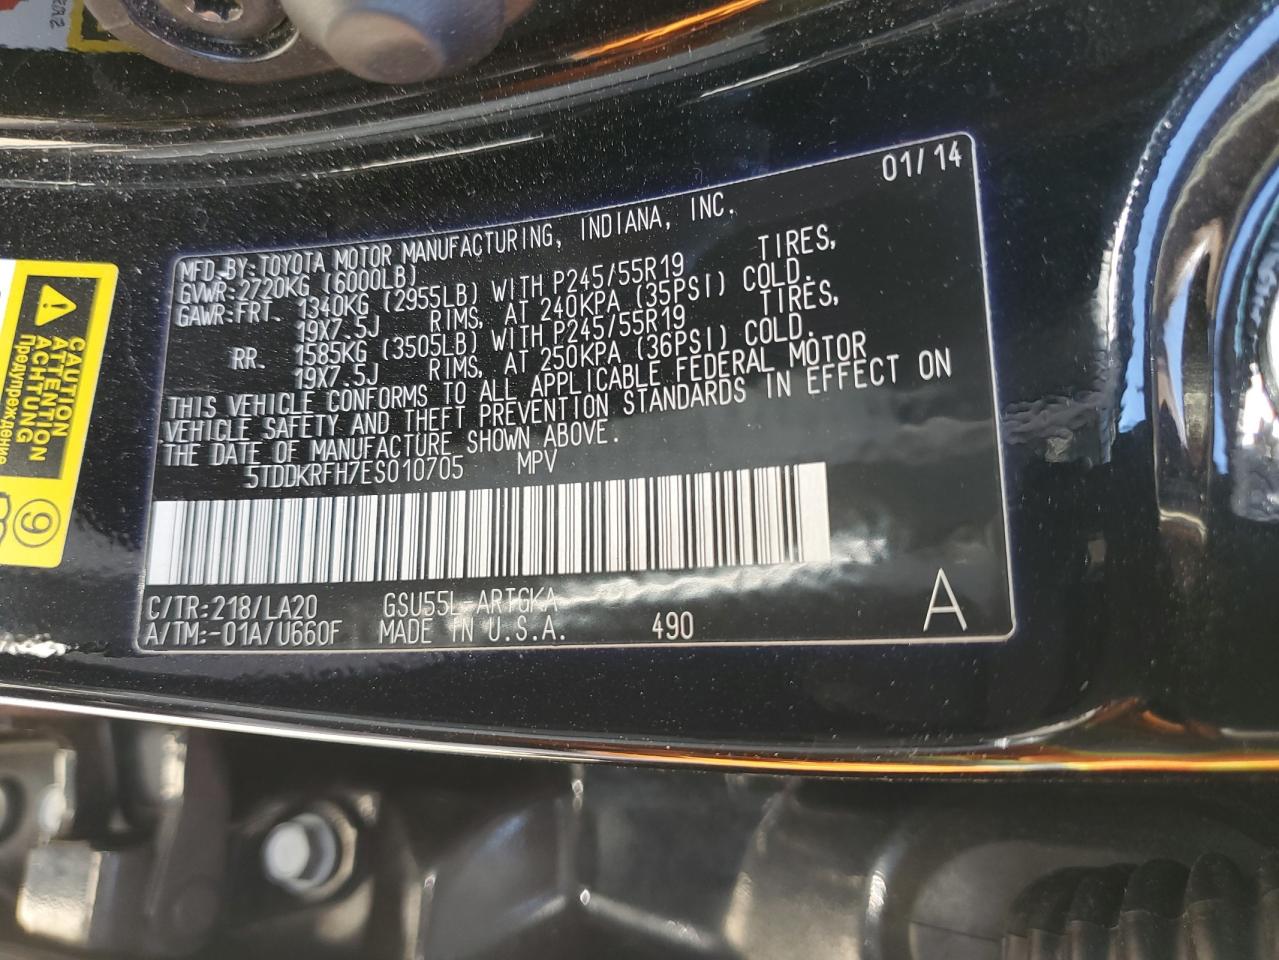 01/14
MFD.BY:TOYOTA MOTOR MANUFACTURING, INDIANA, INC.
GVWR:2720KG (6000LB)
GAWR:FRT. 1340KG (2955LB) WITH P245/55R19 TIRES,
19X7.5J RIMS, AT 240KPA (35PSI) COLD.
RR. 1585KG (3505LB) WITH P245/55R19 TIRES,
19X7.5J RIMS, AT 250KPA (36PSI) COLD.
THIS VEHICLE CONFORMS TO ALL APPLICABLE FEDERAL MOTOR
VEHICLE SAFETY AND THEFT PREVENTION STANDARDS IN EFFECT ON
THE DATE OF MANUFACTURE SHOWN ABOVE.
5TDDKRFH7ES010705 MPV
C/TR:218/LA20 GSU55L-ARTGKA
A/TM:-01A/U660F MADE IN U.S.A. 490 A
CAUTION
ATTENTION
ACHTUNG
Предупреждение
9